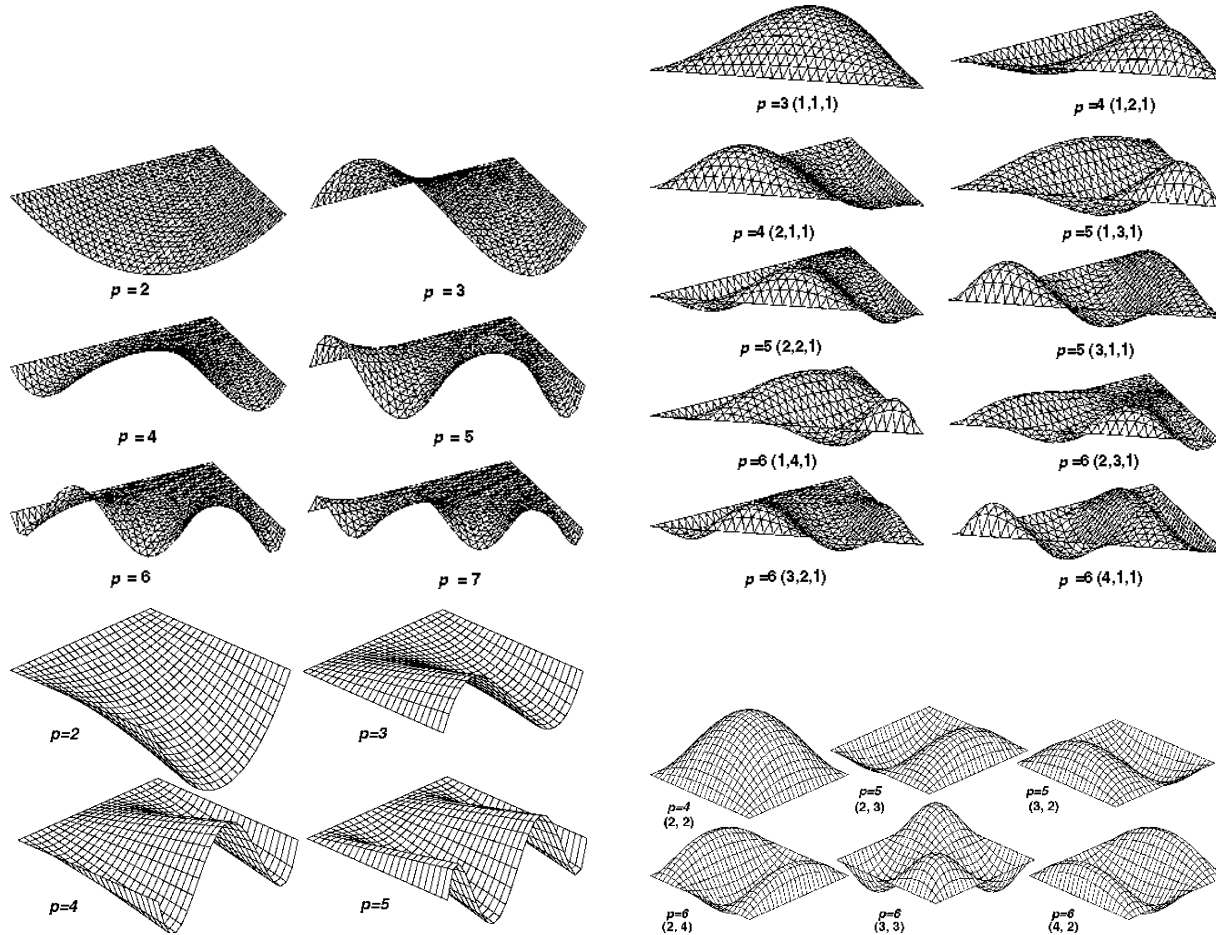 p = 2
p = 3
p = 4
p = 5
p = 6
p = 7
p=2
p=3
p=4
p=5
p=3 (1,1,1)
p=4 (1,2,1)
p=4 (2,1,1)
p=5 (1,3,1)
p=5 (2,2,1)
p=5 (3,1,1)
p=6 (1,4,1)
p=6 (2,3,1)
p=6 (3,2,1)
p=6 (4,1,1)
p=4
(2, 2)
p=5
(2, 3)
p=5
(3, 2)
p=6
(2, 4)
p=6
(3, 3)
p=6
(4, 2)